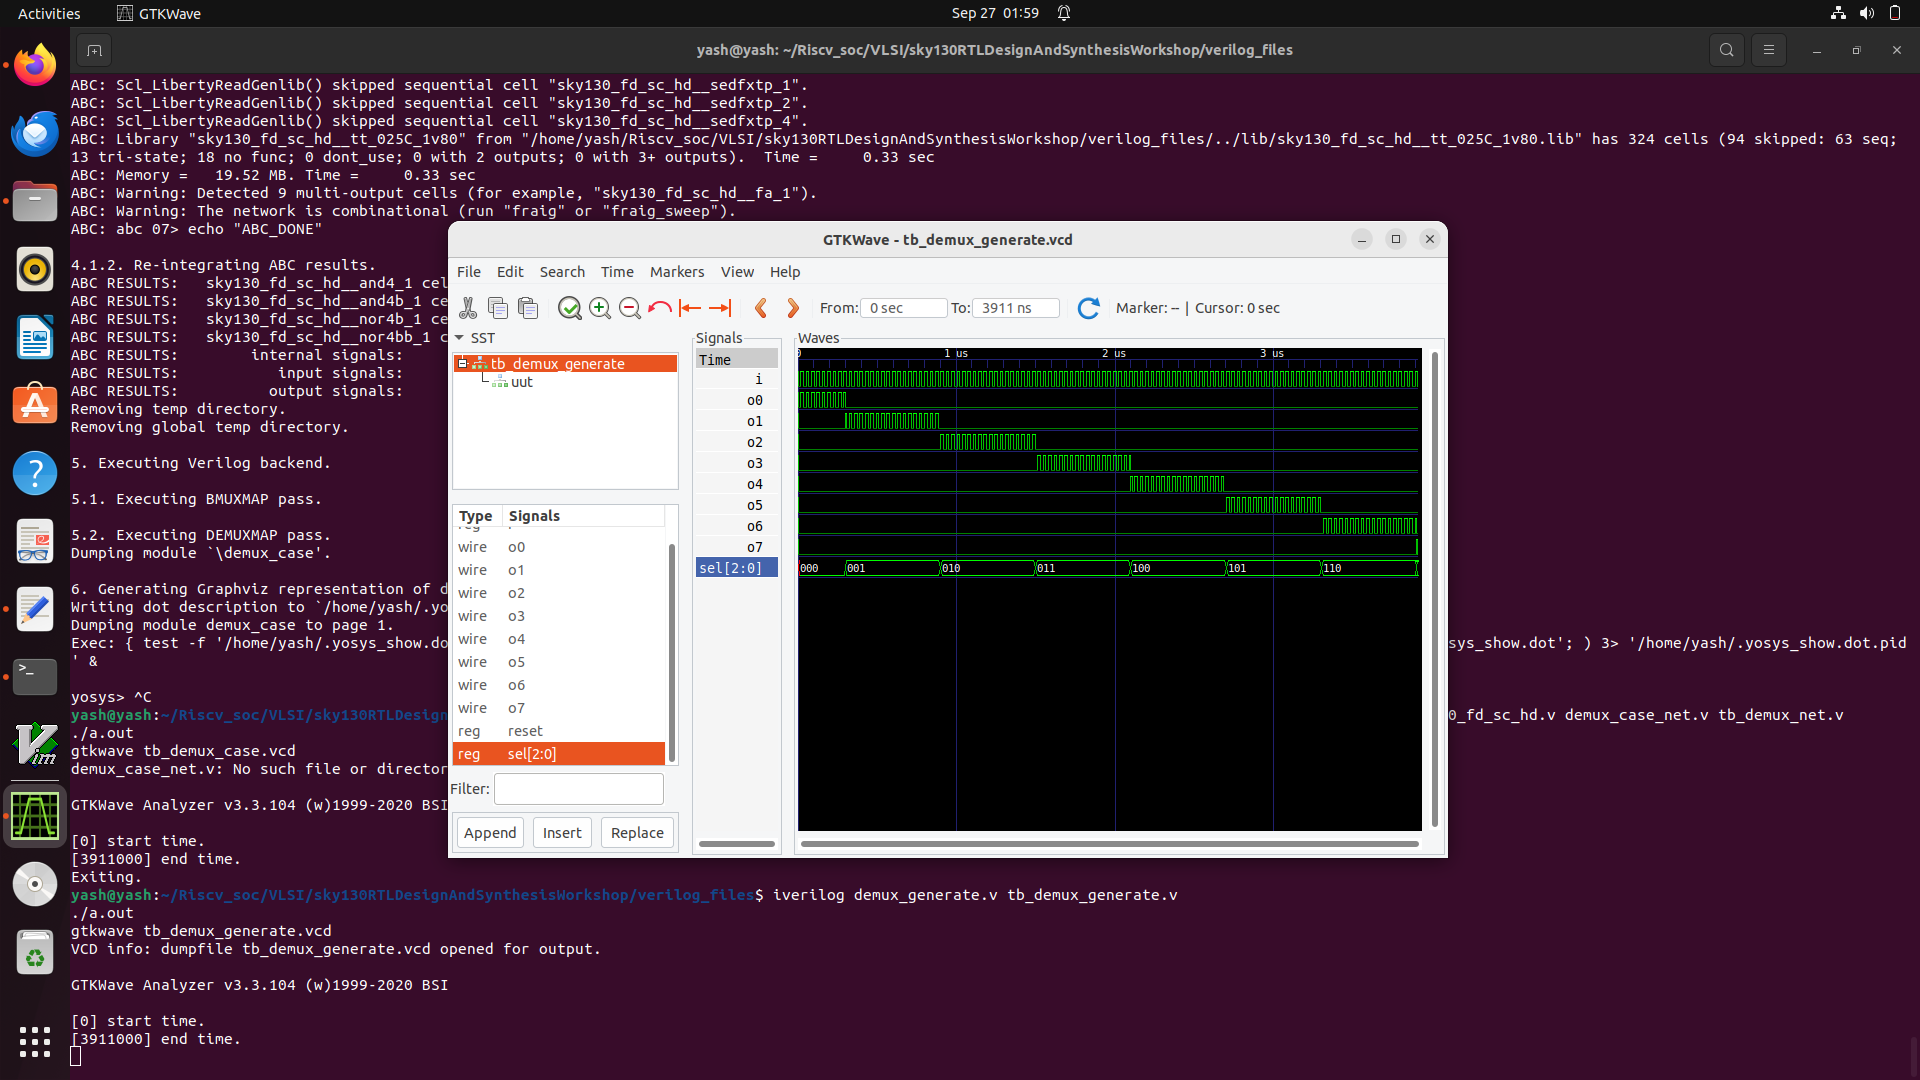 Activities
GTKWave
Sep 27 01:59
yash@yash: ~/Riscv_soc/VLSI/sky130RTLDesignAndSynthesisWorkshop/verilog_files
ABC: Scl_LibertyReadGenlib() skipped sequential cell "sky130_fd_sc_hd__sedfxtp_1".
ABC: Scl_LibertyReadGenlib() skipped sequential cell "sky130_fd_sc_hd__sedfxtp_2".
ABC: Scl_LibertyReadGenlib() skipped sequential cell "sky130_fd_sc_hd__sedfxtp_4".
ABC: Library "sky130_fd_sc_hd__tt_025C_1v80" from "/home/yash/Riscv_soc/VLSI/sky130RTLDesignAndSynthesisWorkshop/verilog_files/../lib/sky130_fd_sc_hd__tt_025C_1v80.lib" has 324 cells (94 skipped: 63 seq;
13 tri-state; 18 no func; 0 dont_use; 0 with 2 outputs; 0 with 3+ outputs).  Time =     0.33 sec
ABC: Memory =   19.52 MB. Time =     0.33 sec
ABC: Warning: Detected 9 multi-output cells (for example, "sky130_fd_sc_hd__fa_1").
ABC: Warning: The network is combinational (run "fraig" or "fraig_sweep").
ABC: abc 07> echo "ABC_DONE"
4.1.2. Re-integrating ABC results.
ABC RESULTS:   sky130_fd_sc_hd__and4_1 cel
ABC RESULTS:   sky130_fd_sc_hd__and4b_1 ce
ABC RESULTS:   sky130_fd_sc_hd__nor4b_1 ce
ABC RESULTS:   sky130_fd_sc_hd__nor4bb_1 c
ABC RESULTS:        internal signals:
ABC RESULTS:           input signals:
ABC RESULTS:          output signals:
Removing temp directory.
Removing global temp directory.
5. Executing Verilog backend.
5.1. Executing BMUXMAP pass.
5.2. Executing DEMUXMAP pass.
Dumping module `\demux_case'.
6. Generating Graphviz representation of d
Writing dot description to `/home/yash/.yo
Dumping module demux_case to page 1.
Exec: { test -f '/home/yash/.yosys_show.do
sys_show.dot'; ) 3> '/home/yash/.yosys_show.dot.pid
' &
yosys> ^C
yash@yash:~/Riscv_soc/VLSI/sky130RTLDesign
0_fd_sc_hd.v demux_case_net.v tb_demux_net.v
./a.out
gtkwave tb_demux_case.vcd
demux_case_net.v: No such file or director
GTKWave Analyzer v3.3.104 (w)1999-2020 BSI
[0] start time.
[3911000] end time.
Exiting.
yash@yash:~/Riscv_soc/VLSI/sky130RTLDesignAndSynthesisWorkshop/verilog_files$ iverilog demux_generate.v tb_demux_generate.v
./a.out
gtkwave tb_demux_generate.vcd
VCD info: dumpfile tb_demux_generate.vcd opened for output.
GTKWave Analyzer v3.3.104 (w)1999-2020 BSI
[0] start time.
[3911000] end time.
GTKWave - tb_demux_generate.vcd
File Edit Search Time Markers View Help
From: 0 sec To: 3911 ns Marker: -- | Cursor: 0 sec
SST
tb_demux_generate
uut
Type Signals
wire o0
wire o1
wire o2
wire o3
wire o4
wire o5
wire o6
wire o7
reg reset
reg sel[2:0]
Filter:
Append Insert Replace
Signals
Time
i
o0
o1
o2
o3
o4
o5
o6
o7
sel[2:0]
Waves
0 1 us 2 us 3 us
000 001 010 011 100 101 110